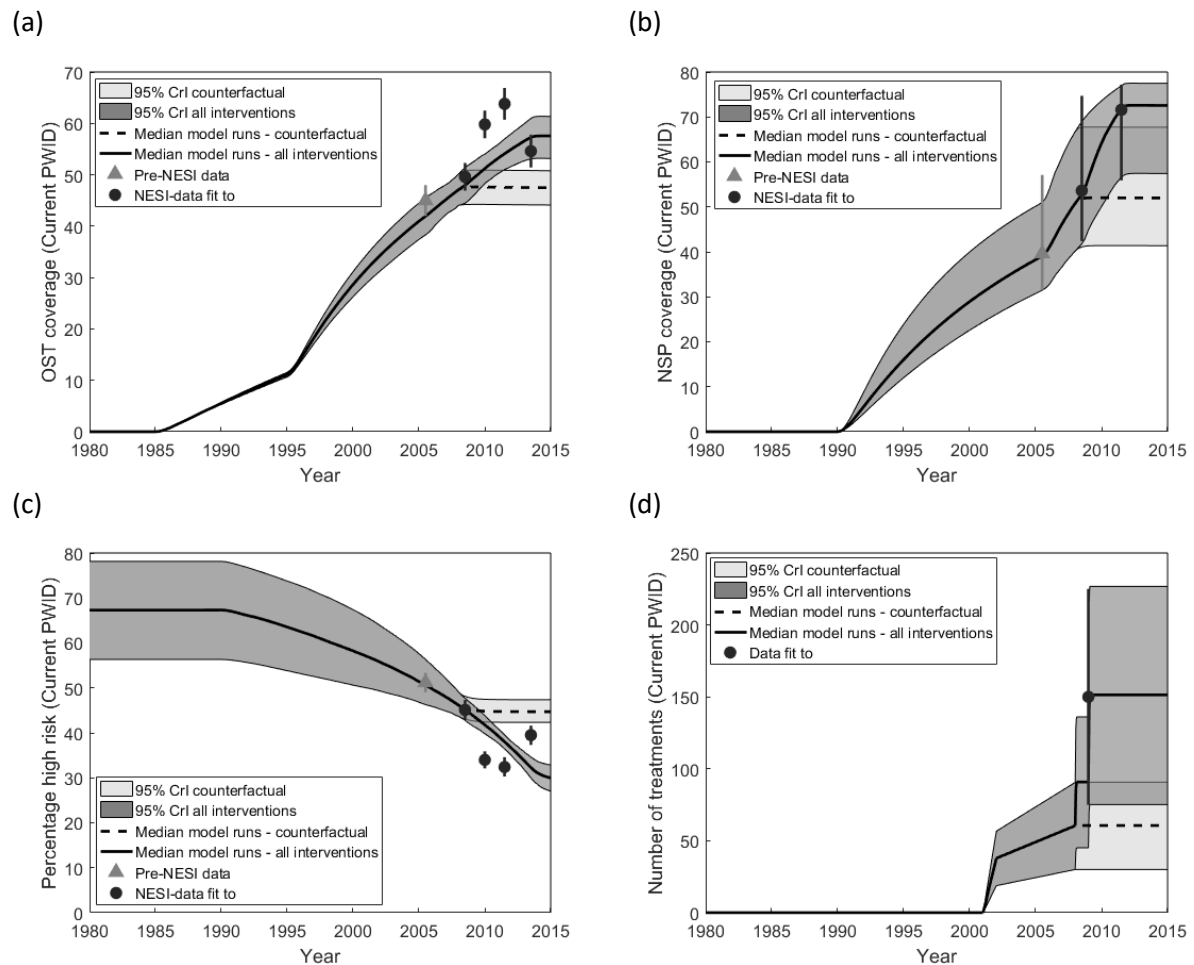 (a)
70
60
50
40
30
20
10
0
OST coverage (Current PWID)
95% CrI counterfactual
95% CrI all interventions
Median model runs - counterfactual
Median model runs - all interventions
Pre-NESI data
NESI-data fit to
1980 1985 1990 1995 2000 2005 2010 2015
Year
(b)
80
70
60
50
40
30
20
10
0
NSP coverage (Current PWID)
95% CrI counterfactual
95% CrI all interventions
Median model runs - counterfactual
Median model runs - all interventions
Pre-NESI data
NESI-data fit to
1980 1985 1990 1995 2000 2005 2010 2015
Year
(c)
80
70
60
50
40
30
20
10
0
Percentage high risk (Current PWID)
95% CrI counterfactual
95% CrI all interventions
Median model runs - counterfactual
Median model runs - all interventions
Pre-NESI data
NESI-data fit to
1980 1985 1990 1995 2000 2005 2010 2015
Year
(d)
250
200
150
100
50
0
Number of treatments (Current PWID)
95% CrI counterfactual
95% CrI all interventions
Median model runs - counterfactual
Median model runs - all interventions
Data fit to
1980 1985 1990 1995 2000 2005 2010 2015
Year